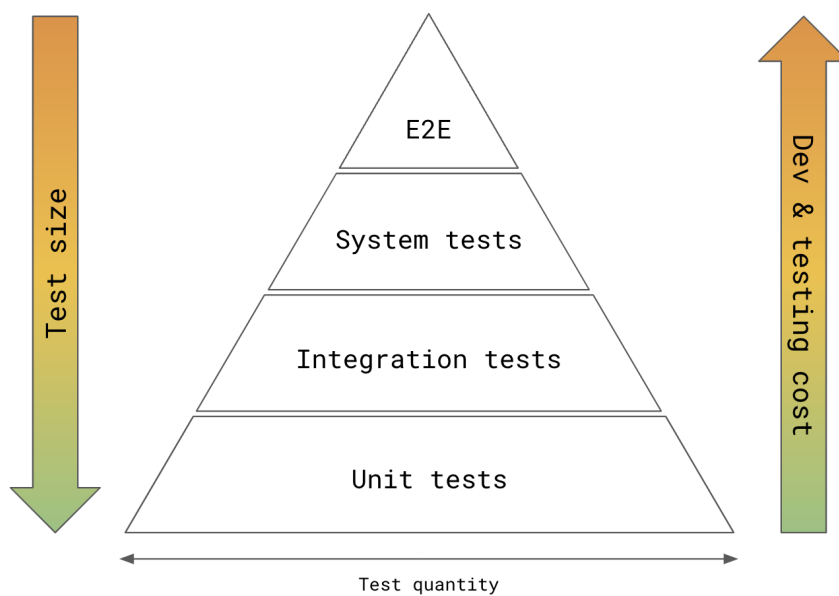 E2E
System tests
Integration tests
Unit tests
Test size
Dev & testing cost
Test quantity